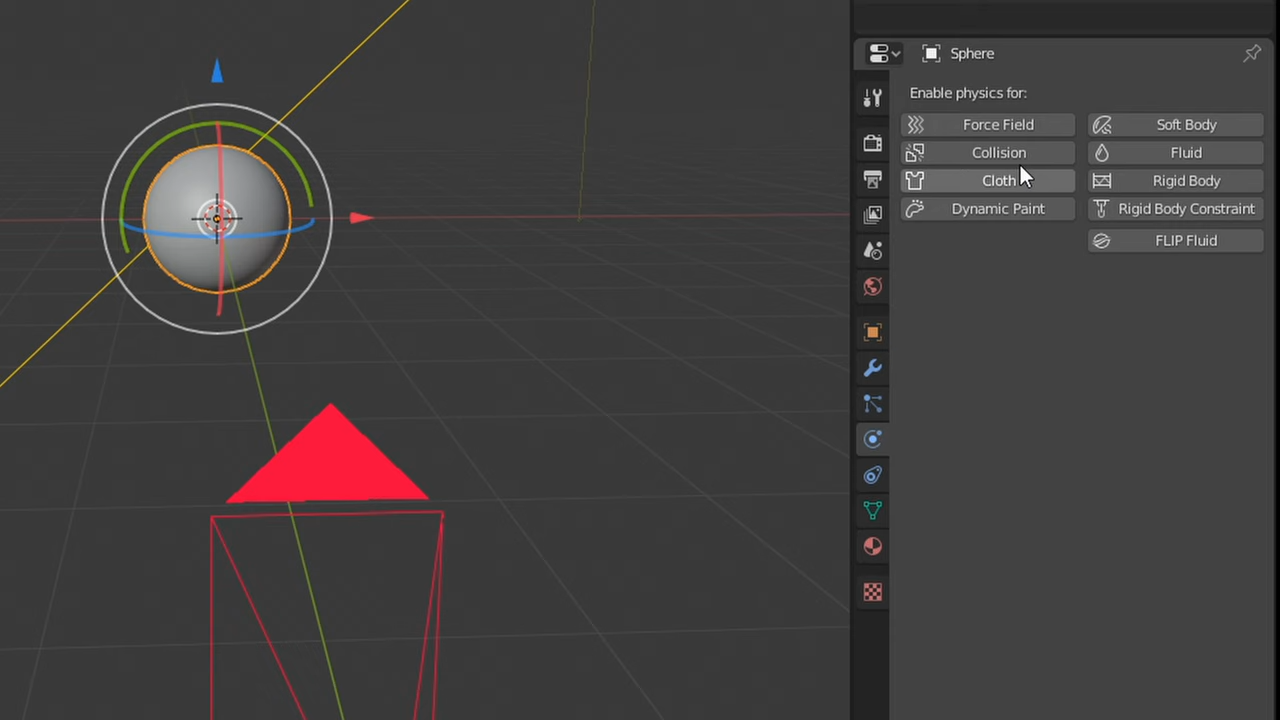 Sphere
Enable physics for:
Force Field
Soft Body
Collision
Fluid
Cloth
Rigid Body
Dynamic Paint
Rigid Body Constraint
FLIP Fluid